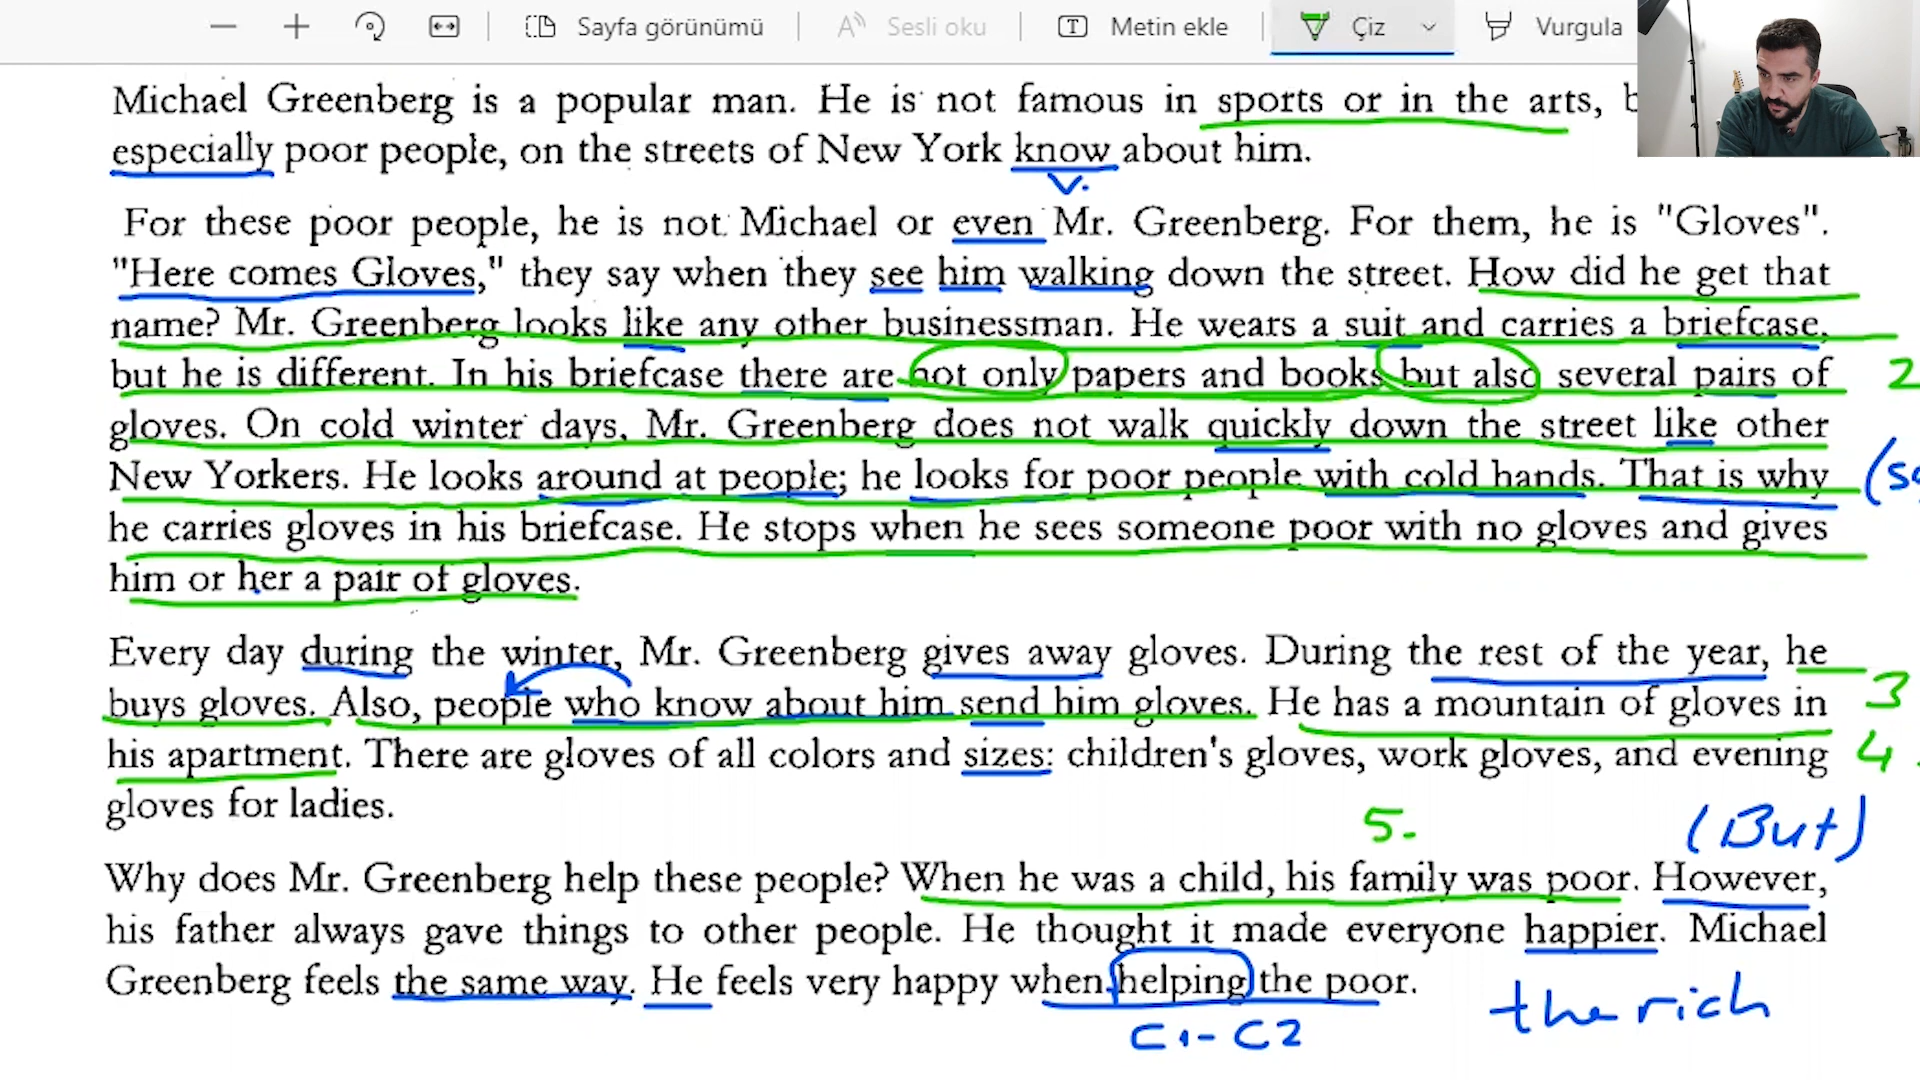 Sayfa görünümü Sesli oku Metin ekle Çiz Vurgula
Michael Greenberg is a popular man. He is not famous in sports or in the arts, b
especially poor people, on the streets of New York know about him.
v.
For these poor people, he is not Michael or even Mr. Greenberg. For them, he is "Gloves".
"Here comes Gloves," they say when they see him walking down the street. How did he get that
name? Mr. Greenberg looks like any other businessman. He wears a suit and carries a briefcase,
but he is different. In his briefcase there are not only papers and books but also several pairs of 2
gloves. On cold winter days, Mr. Greenberg does not walk quickly down the street like other
New Yorkers. He looks around at people; he looks for poor people with cold hands. That is why
he carries gloves in his briefcase. He stops when he sees someone poor with no gloves and gives
him or her a pair of gloves.
Every day during the winter, Mr. Greenberg gives away gloves. During the rest of the year, he
buys gloves. Also, people who know about him send him gloves. He has a mountain of gloves in 3
his apartment. There are gloves of all colors and sizes: children's gloves, work gloves, and evening 4
gloves for ladies.
5. (But)
Why does Mr. Greenberg help these people? When he was a child, his family was poor. However,
his father always gave things to other people. He thought it made everyone happier. Michael
Greenberg feels the same way. He feels very happy when helping the poor.
the rich
C1-C2